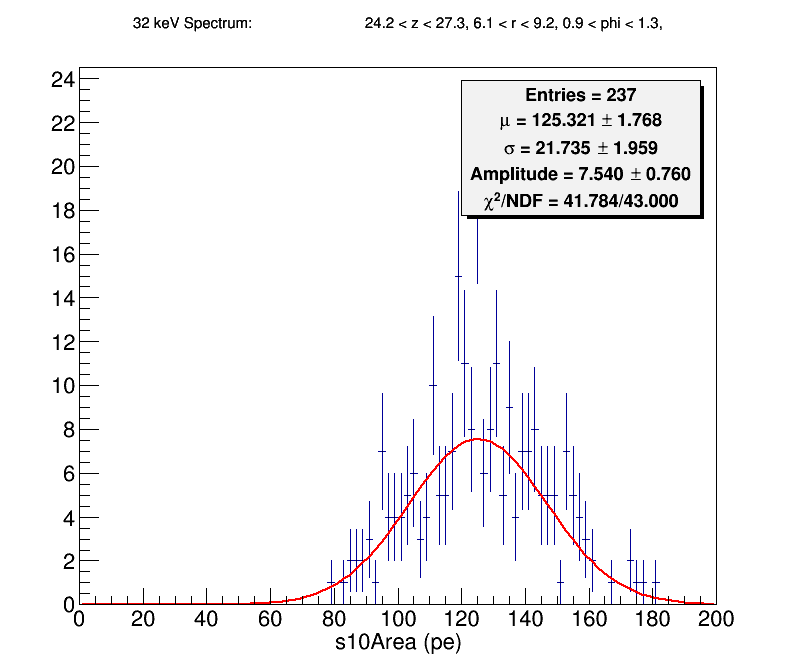 32 keV Spectrum: 24.2 < z < 27.3, 6.1 < r < 9.2, 0.9 < phi < 1.3,
Entries = 237
μ = 125.321 ± 1.768
σ = 21.735 ± 1.959
Amplitude = 7.540 ± 0.760
χ²/NDF = 41.784/43.000
24
22
20
18
16
14
12
10
8
6
4
2
0
0 20 40 60 80 100 120 140 160 180 200
s10Area (pe)